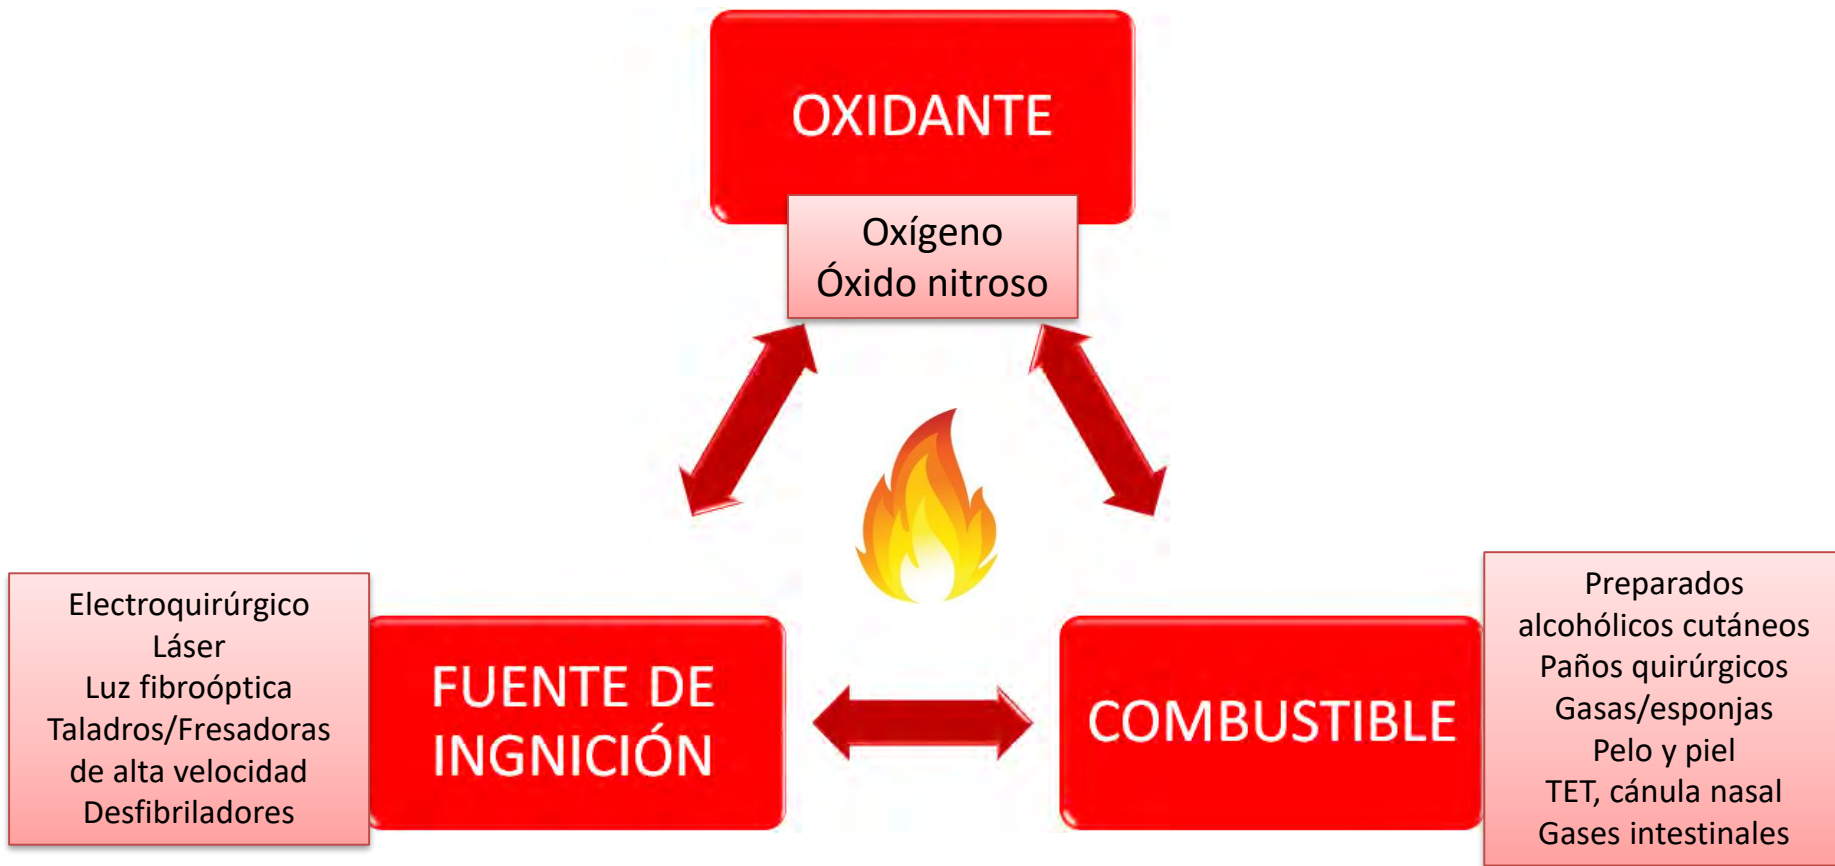 OXIDANTE
Oxígeno
Óxido nitroso
Electroquirúrgico
Láser
Luz fibroóptica
Taladros/Fresadoras
de alta velocidad
Desfibriladores
FUENTE DE
INGNICIÓN
COMBUSTIBLE
Preparados
alcohólicos cutáneos
Paños quirúrgicos
Gasas/esponjas
Pelo y piel
TET, cánula nasal
Gases intestinales